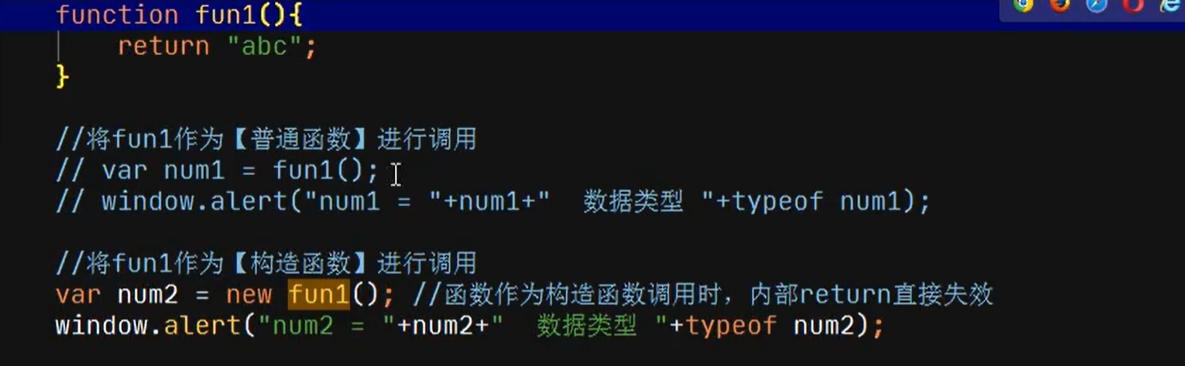 function fun1(){
return "abc";
}
//将fun1作为【普通函数】进行调用
// var num1 = fun1();
// window.alert("num1 = "+num1+"  数据类型 "+typeof num1);
//将fun1作为【构造函数】进行调用
var num2 = new fun1(); //函数作为构造函数调用时，内部return直接失效
window.alert("num2 = "+num2+"  数据类型 "+typeof num2);